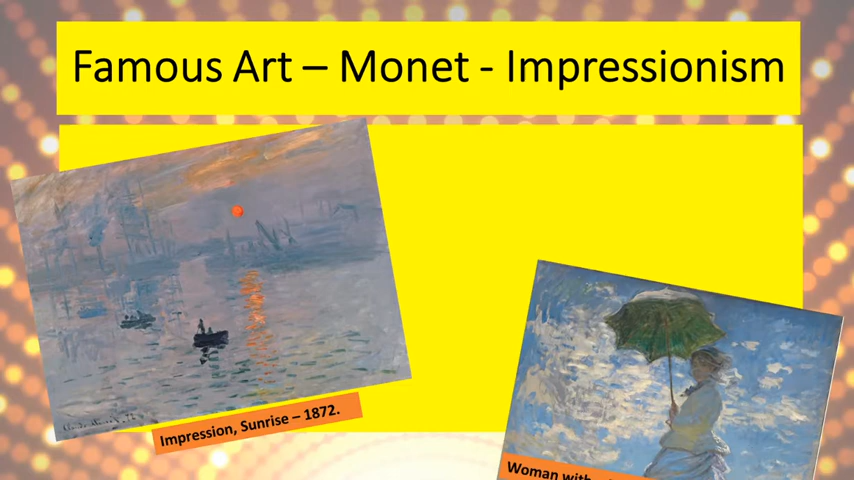 Famous Art – Monet - Impressionism
Impression, Sunrise – 1872.
Woman with